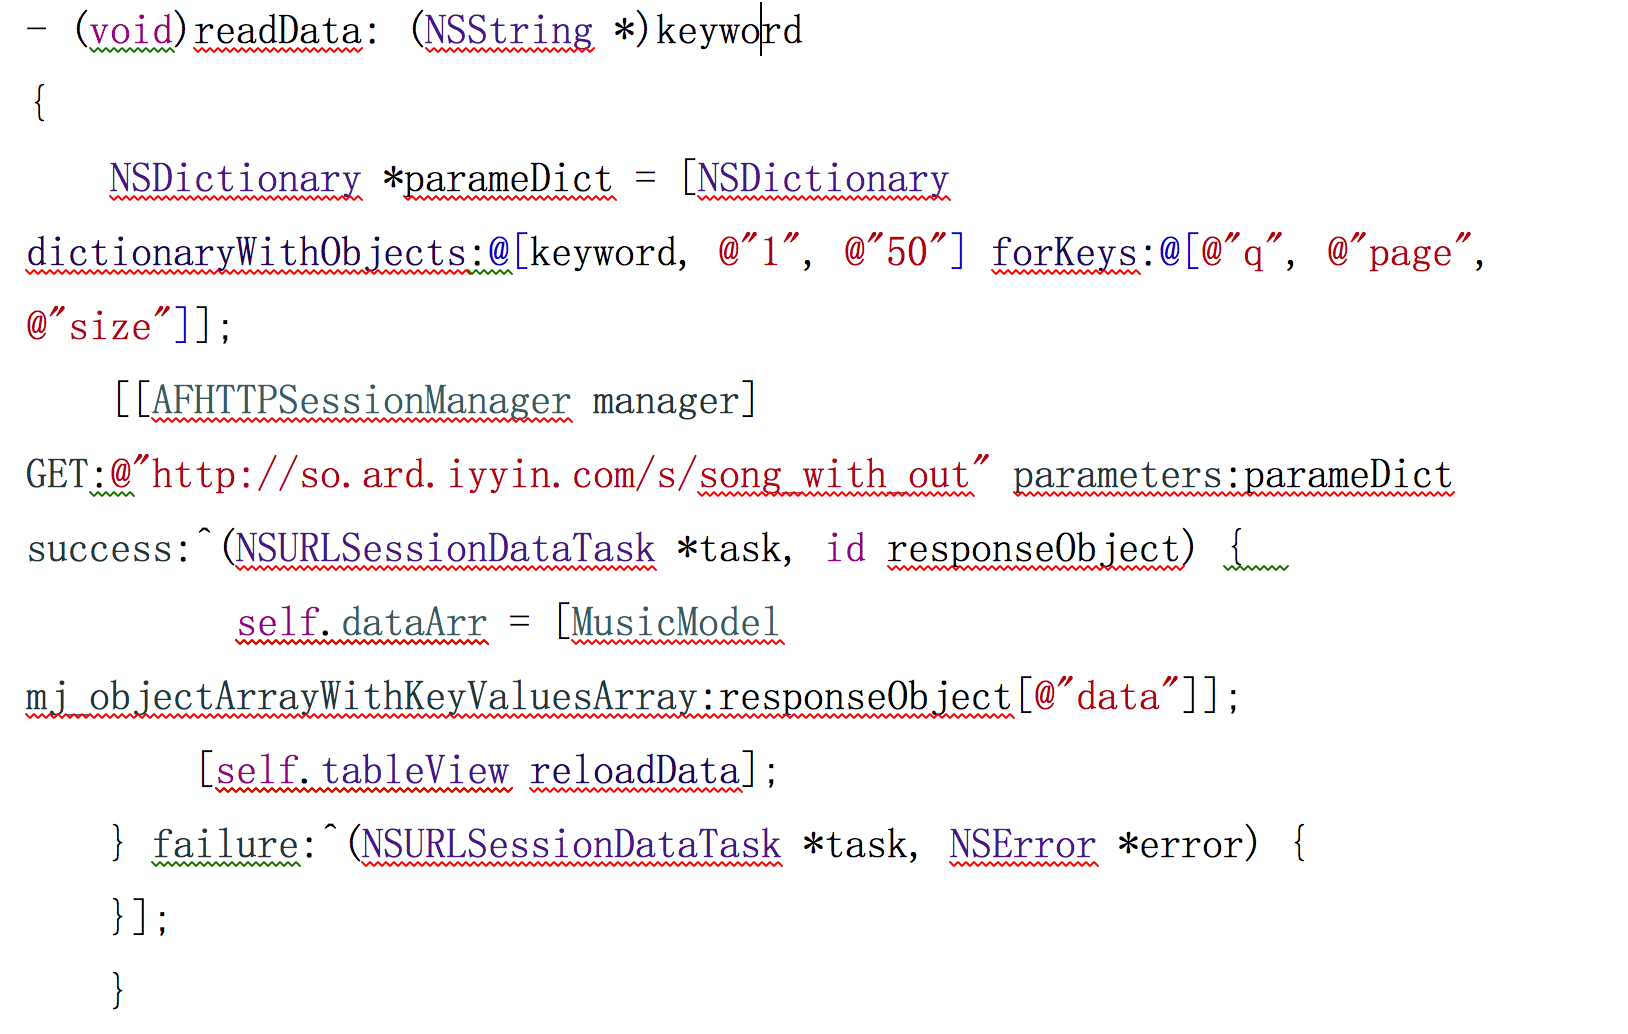 - (void)readData: (NSString *)keyword
{
NSDictionary *parameDict = [NSDictionary
dictionaryWithObjects:@[keyword, @"1", @"50"] forKeys:@[@"q", @"page",
@"size"]];
[[AFHTTPSessionManager manager]
GET:@"http://so.ard.iyyin.com/s/song_with_out" parameters:parameDict
success:^(NSURLSessionDataTask *task, id responseObject) {
self.dataArr = [MusicModel
mj_objectArrayWithKeyValuesArray:responseObject[@"data"]];
[self.tableView reloadData];
} failure:^(NSURLSessionDataTask *task, NSError *error) {
}];
}